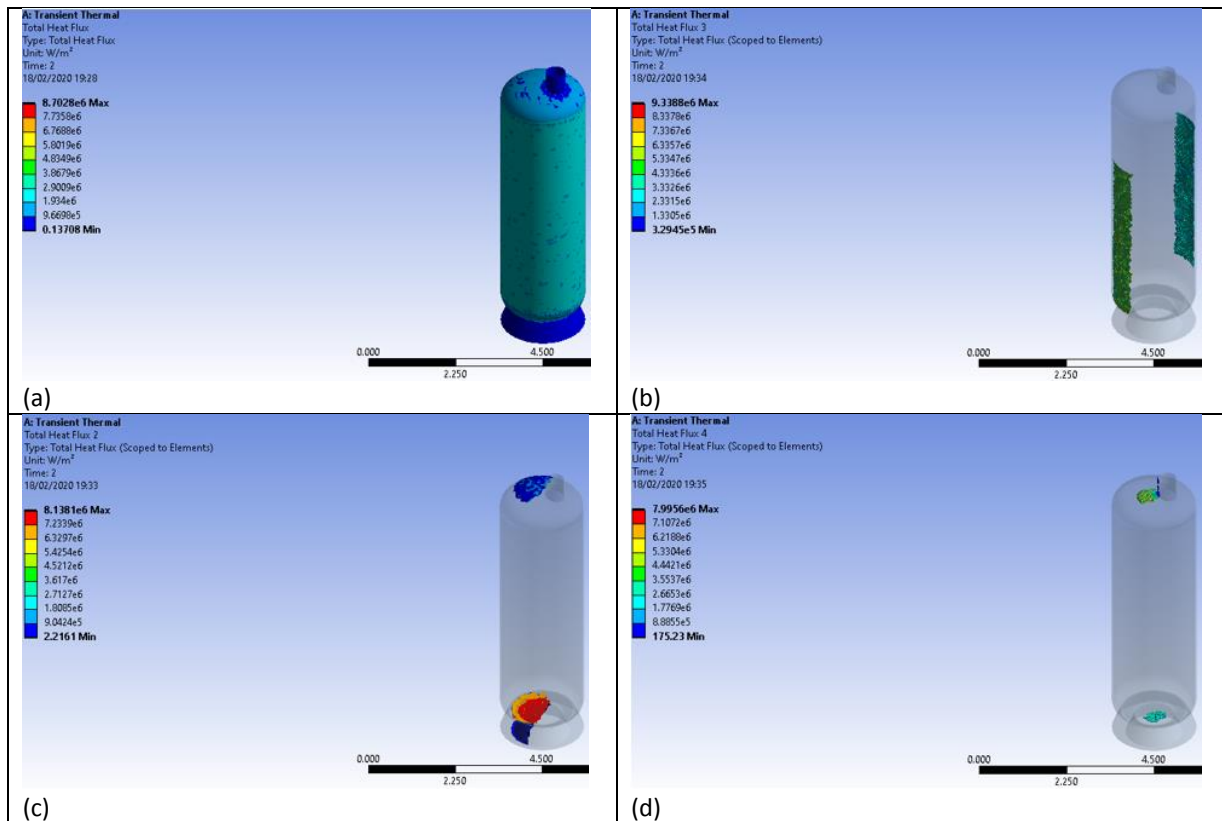 A: Transient Thermal
Total Heat Flux
Type: Total Heat Flux
Unit: W/m²
Time: 2
18/02/2020 19:28
8.7028e6 Max
7.7358e6
6.7688e6
5.8019e6
4.8349e6
3.8679e6
2.9009e6
1.934e6
9.6698e5
0.13708 Min
0.000
4.500
2.250
(a)
A: Transient Thermal
Total Heat Flux 3
Type: Total Heat Flux (Scoped to Elements)
Unit: W/m²
Time: 2
18/02/2020 19:34
9.3388e6 Max
8.3378e6
7.3367e6
6.3357e6
5.3347e6
4.3336e6
3.3326e6
2.3315e6
1.3305e6
3.2945e5 Min
0.000
4.500
2.250
(b)
A: Transient Thermal
Total Heat Flux 2
Type: Total Heat Flux (Scoped to Elements)
Unit: W/m²
Time: 2
18/02/2020 19:33
8.1381e6 Max
7.2339e6
6.3297e6
5.4254e6
4.5212e6
3.617e6
2.7127e6
1.8085e6
9.0424e5
2.2161 Min
0.000
4.500
2.250
(c)
A: Transient Thermal
Total Heat Flux 4
Type: Total Heat Flux (Scoped to Elements)
Unit: W/m²
Time: 2
18/02/2020 19:35
7.9956e6 Max
7.1072e6
6.2188e6
5.3304e6
4.4421e6
3.5537e6
2.6653e6
1.7769e6
8.8855e5
175.23 Min
0.000
4.500
2.250
(d)